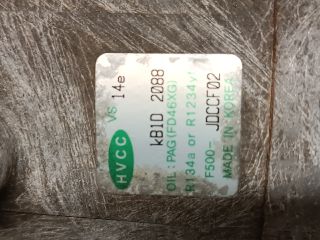 HVCC
VS 14e
KB1D 2088
OIL: PAG(FD46XG)
R134a or R1234yf
F500- JDCCF02
MADE IN KOREA